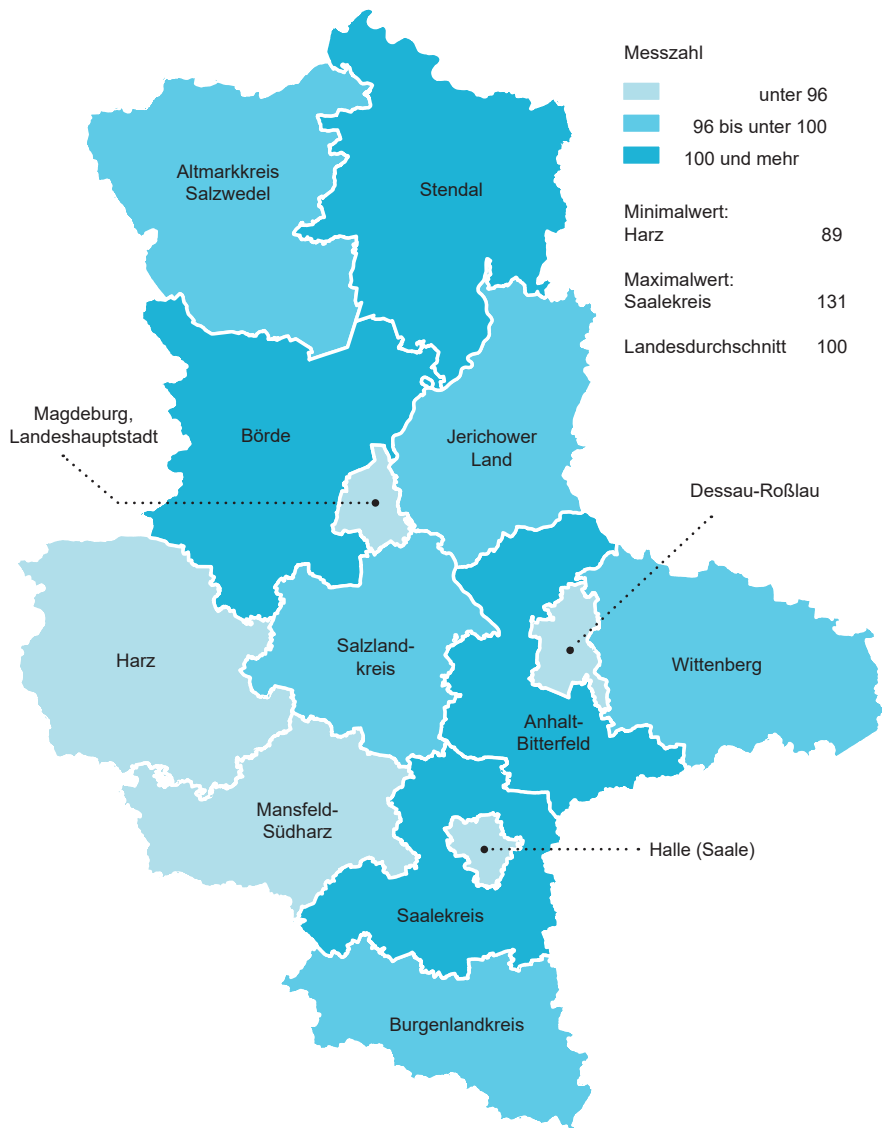 Messzahl
unter 96
96 bis unter 100
100 und mehr
Minimalwert:
Harz 89
Maximalwert:
Saalekreis 131
Landesdurchschnitt 100
Altmarkkreis
Salzwedel
Stendal
Magdeburg,
Landeshauptstadt
Börde
Jerichower
Land
Dessau-Roßlau
Harz
Salzland-
kreis
Wittenberg
Anhalt-
Bitterfeld
Mansfeld-
Südharz
Halle (Saale)
Saalekreis
Burgenlandkreis